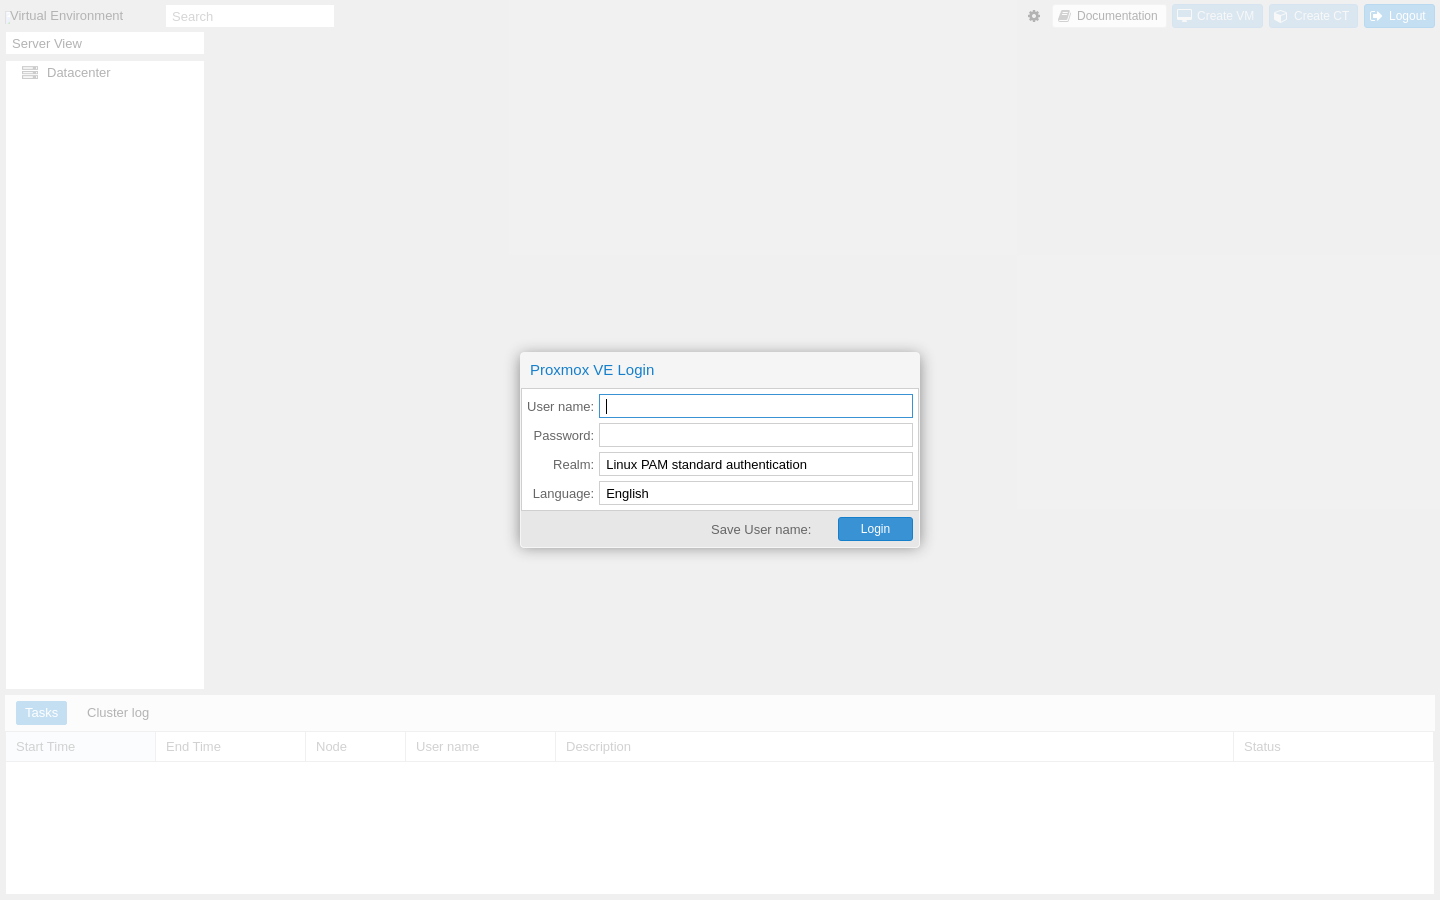 Virtual Environment
Search
Documentation
Create VM
Create CT
Logout
Server View
Datacenter
Proxmox VE Login
User name:
Password:
Realm: Linux PAM standard authentication
Language: English
Save User name:
Login
Tasks
Cluster log
Start Time
End Time
Node
User name
Description
Status